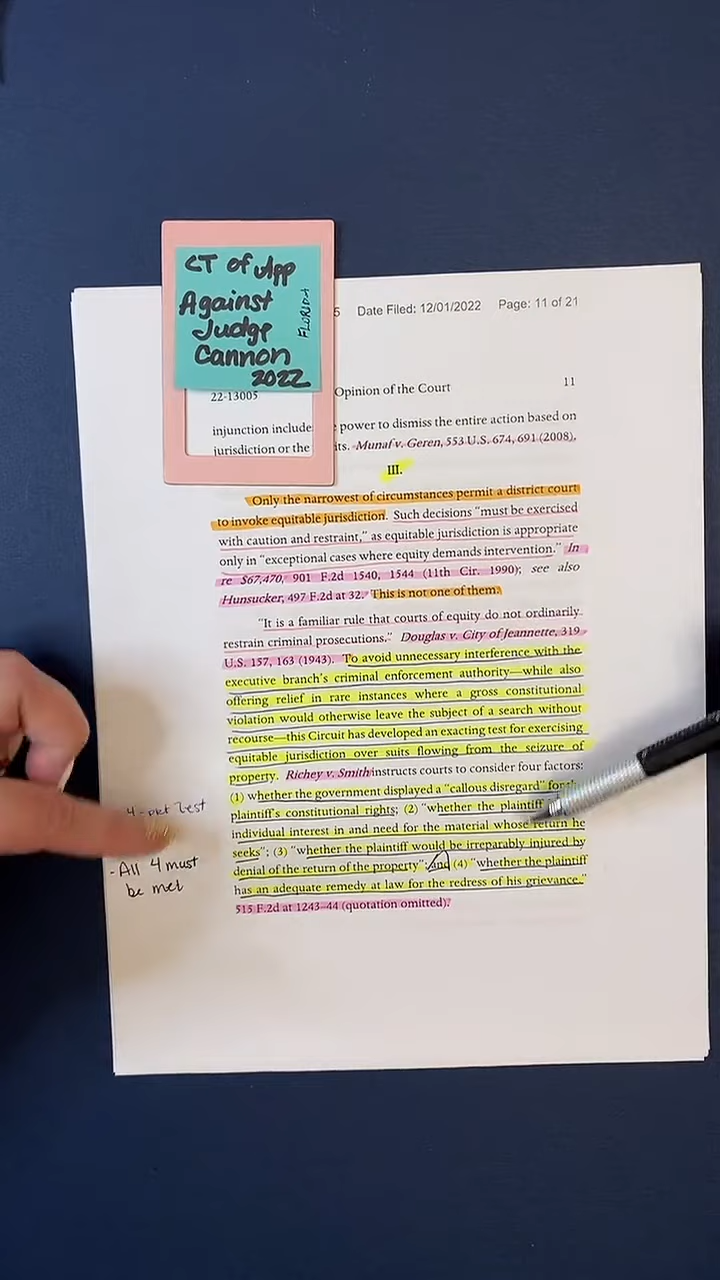 CT of App
Against
Judge
Cannon
2022
FLORIDA
5 Date Filed: 12/01/2022 Page: 11 of 21
22-13005 Opinion of the Court 11
injunction include power to dismiss the entire action based on
jurisdiction or the its. Munaf v. Geren, 553 U.S. 674, 691 (2008).
III.
Only the narrowest of circumstances permit a district court
to invoke equitable jurisdiction. Such decisions “must be exercised
with caution and restraint,” as equitable jurisdiction is appropriate
only in “exceptional cases where equity demands intervention.” In
re $67,470, 901 F.2d 1540, 1544 (11th Cir. 1990); see also
Hunsucker, 497 F.2d at 32. This is not one of them.
“It is a familiar rule that courts of equity do not ordinarily
restrain criminal prosecutions.” Douglas v. City of Jeannette, 319
U.S. 157, 163 (1943). To avoid unnecessary interference with the
executive branch’s criminal enforcement authority—while also
offering relief in rare instances where a gross constitutional
violation would otherwise leave the subject of a search without
recourse—this Circuit has developed an exacting test for exercising
equitable jurisdiction over suits flowing from the seizure of
property. Richey v. Smith instructs courts to consider four factors:
(1) whether the government displayed a “callous disregard” for
plaintiff’s constitutional rights; (2) “whether the plaintiff
individual interest in and need for the material whose return he
seeks”; (3) “whether the plaintiff would be irreparably injured by
denial of the return of the property”; and (4) “whether the plaintiff
has an adequate remedy at law for the redress of his grievance.”
515 F.2d at 1243–44 (quotation omitted).
test
- All 4 must
be met